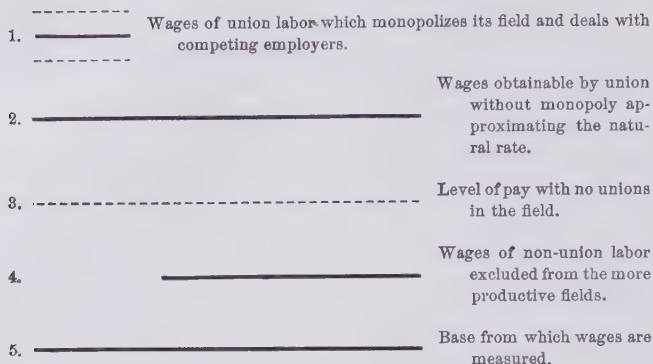 1. Wages of union labor which monopolizes its field and deals with
competing employers.
2. Wages obtainable by union
without monopoly ap-
proximating the natu-
ral rate.
3. Level of pay with no unions
in the field.
4. Wages of non-union labor
excluded from the more
productive fields.
5. Base from which wages are
measured.